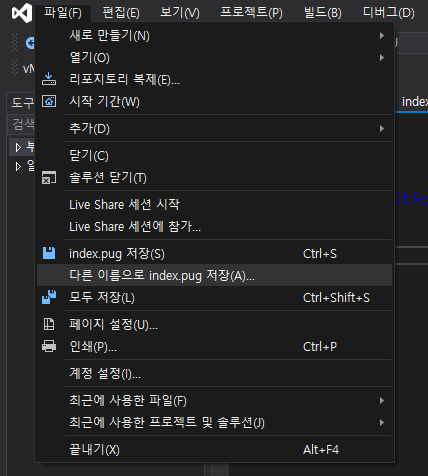 파일(F) 편집(E) 보기(V) 프로젝트(P) 빌드(B) 디버그(D)
새로 만들기(N)
열기(O)
리포지토리 복제(E)...
시작 기간(W)
추가(D)
닫기(C)
솔루션 닫기(T)
Live Share 세션 시작
Live Share 세션에 참가...
index.pug 저장(S) Ctrl+S
다른 이름으로 index.pug 저장(A)...
모두 저장(L) Ctrl+Shift+S
페이지 설정(U)...
인쇄(P)... Ctrl+P
계정 설정(I)...
최근에 사용한 파일(F)
최근에 사용한 프로젝트 및 솔루션(J)
끝내기(X) Alt+F4
도구
검색
index